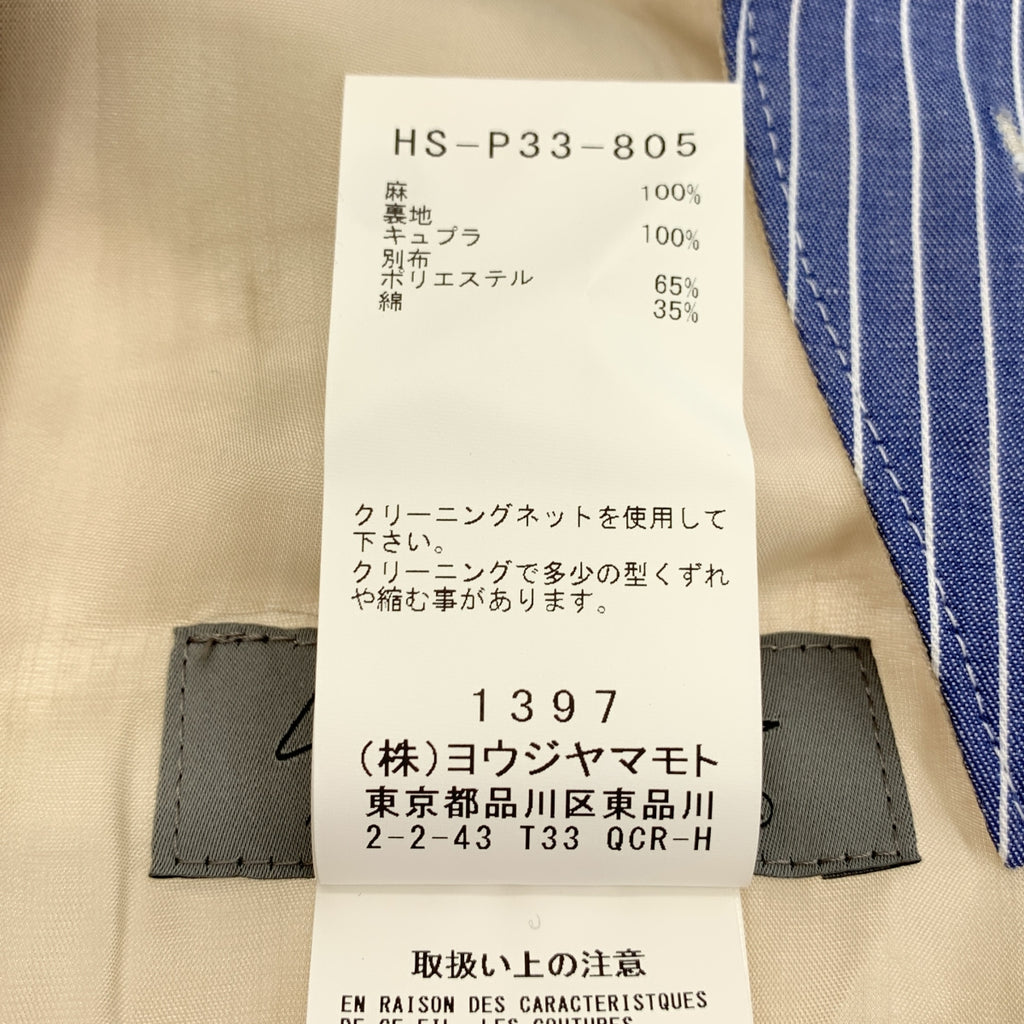 HS-P33-805
麻 100%
裏地
キュプラ 100%
別布
ポリエステル 65%
綿 35%
クリーニングネットを使用して
下さい。
クリーニングで多少の型くずれ
や縮む事があります。
1397
(株)ヨウジヤマモト
東京都品川区東品川
2-2-43 T33 QCR-H
取扱い上の注意
EN RAISON DES CARACTERISTQUES
DE CE FIL, LES COUTURES